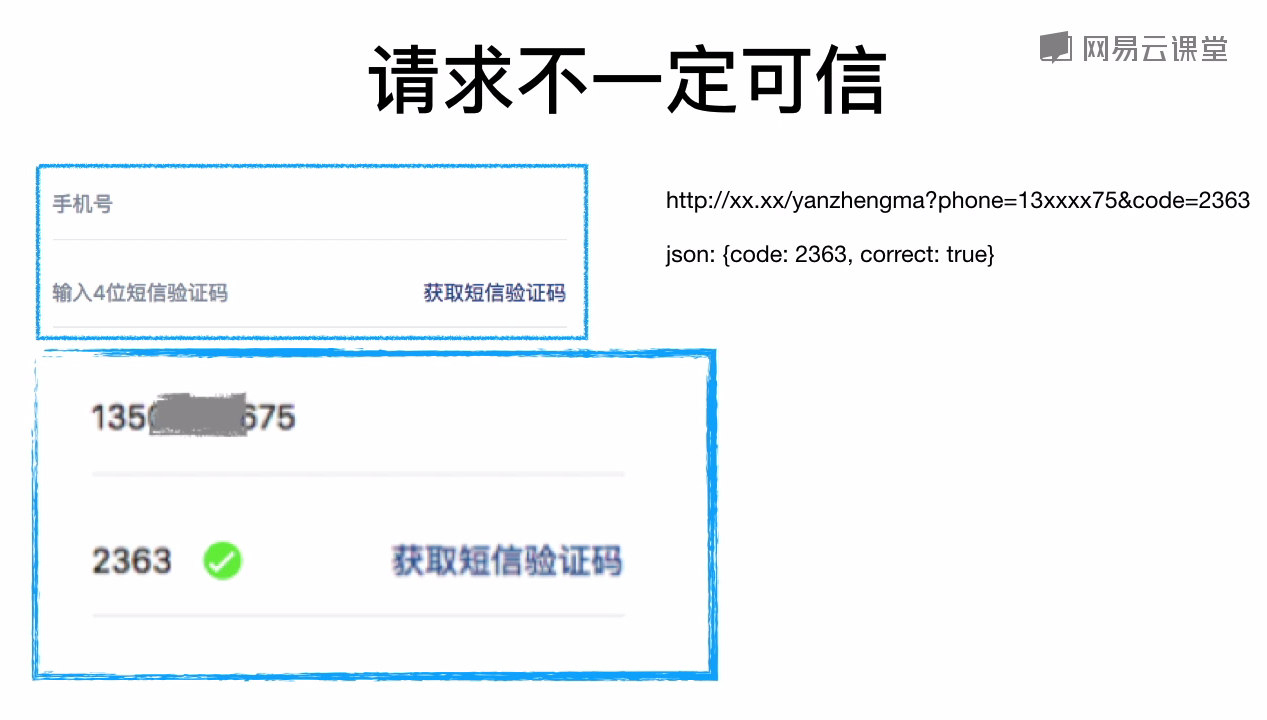 请求不一定可信
网易云课堂
手机号
输入4位短信验证码 获取短信验证码
http://xx.xx/yanzhengma?phone=13xxxx75&code=2363
json: {code: 2363, correct: true}
135 675
2363 获取短信验证码